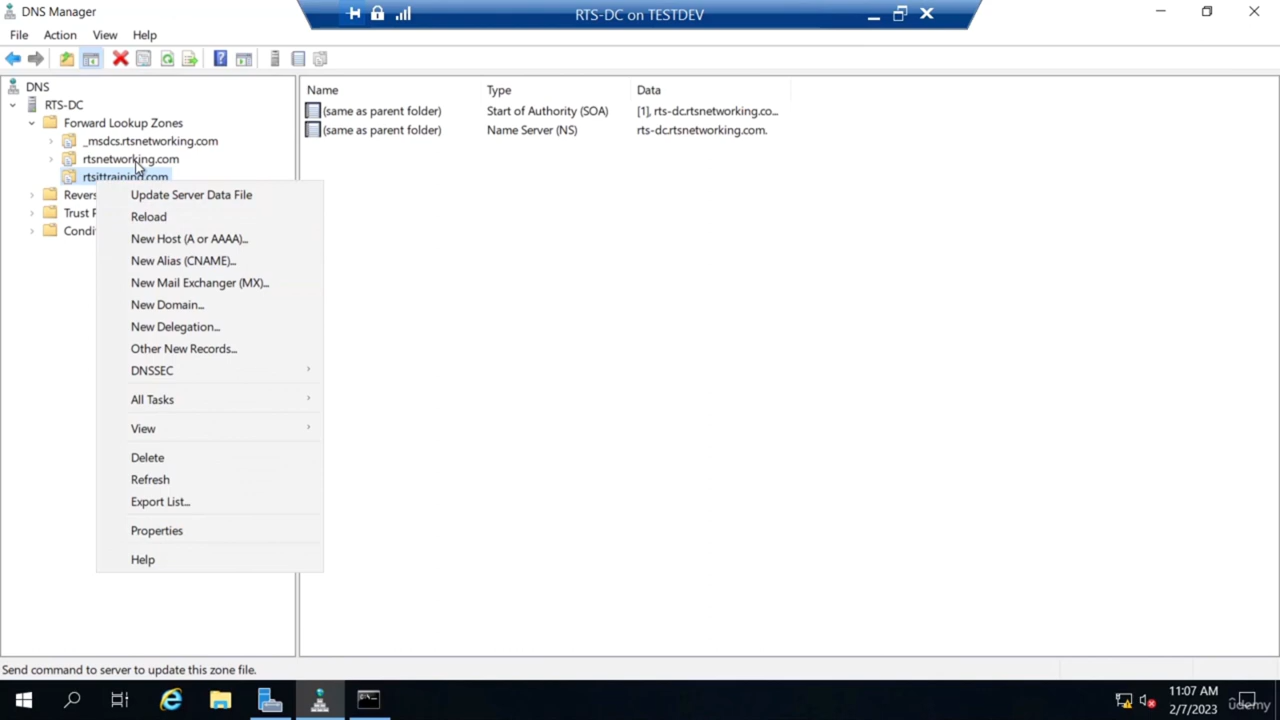 DNS Manager
RTS-DC on TESTDEV
File Action View Help
DNS
RTS-DC
Forward Lookup Zones
_msdcs.rtsnetworking.com
rtsnetworking.com
rtsittraining.com
Revers
Trust P
Condi
Name Type Data
(same as parent folder) Start of Authority (SOA) [1], rts-dc.rtsnetworking.co...
(same as parent folder) Name Server (NS) rts-dc.rtsnetworking.com.
Update Server Data File
Reload
New Host (A or AAAA)...
New Alias (CNAME)...
New Mail Exchanger (MX)...
New Domain...
New Delegation...
Other New Records...
DNSSEC
All Tasks
View
Delete
Refresh
Export List...
Properties
Help
Send command to server to update this zone file.
11:07 AM
2/7/2023
udemy